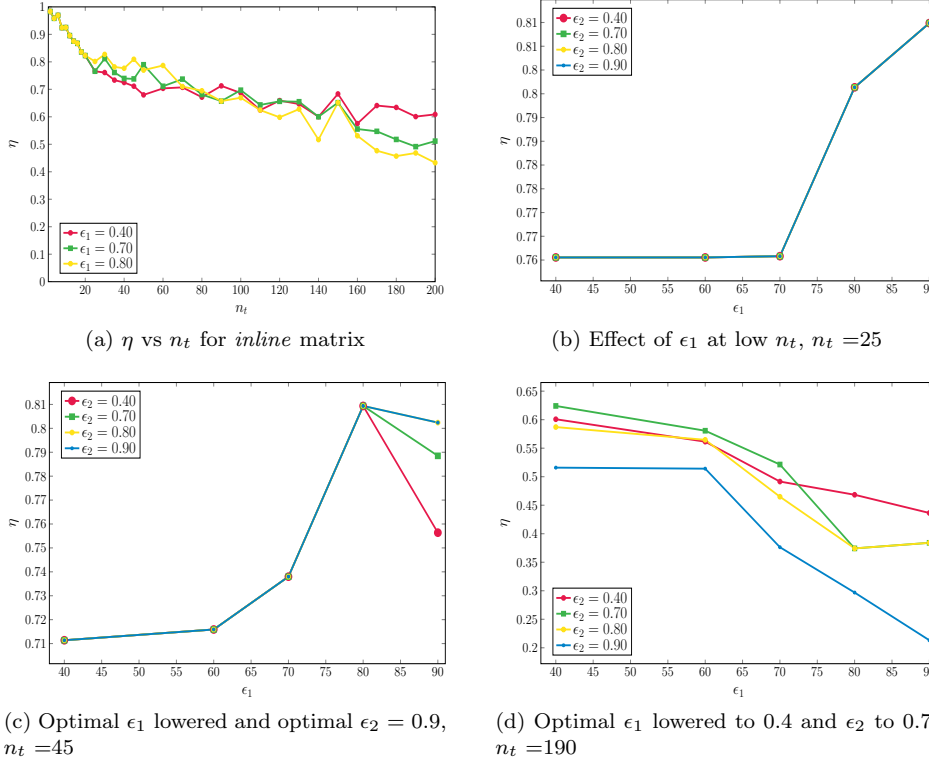 1
0.9
0.8
0.7
0.6
0.5
0.4
0.3
0.2
0.1
0
η
ϵ1 = 0.40
ϵ1 = 0.70
ϵ1 = 0.80
20 40 60 80 100 120 140 160 180 200
nt
(a) η vs nt for inline matrix
0.81
0.81
0.8
0.8
0.79
0.78
0.78
0.77
0.77
0.76
η
ϵ2 = 0.40
ϵ2 = 0.70
ϵ2 = 0.80
ϵ2 = 0.90
40 45 50 55 60 65 70 75 80 85 90
ϵ1
(b) Effect of ϵ1 at low nt, nt =25
0.81
0.8
0.79
0.78
0.77
0.76
0.75
0.74
0.73
0.72
0.71
η
ϵ2 = 0.40
ϵ2 = 0.70
ϵ2 = 0.80
ϵ2 = 0.90
40 45 50 55 60 65 70 75 80 85 90
ϵ1
(c) Optimal ϵ1 lowered and optimal ϵ2 = 0.9,
nt =45
0.65
0.6
0.55
0.5
0.45
0.4
0.35
0.3
0.25
0.2
η
ϵ2 = 0.40
ϵ2 = 0.70
ϵ2 = 0.80
ϵ2 = 0.90
40 45 50 55 60 65 70 75 80 85 90
ϵ1
(d) Optimal ϵ1 lowered to 0.4 and ϵ2 to 0.7
nt =190